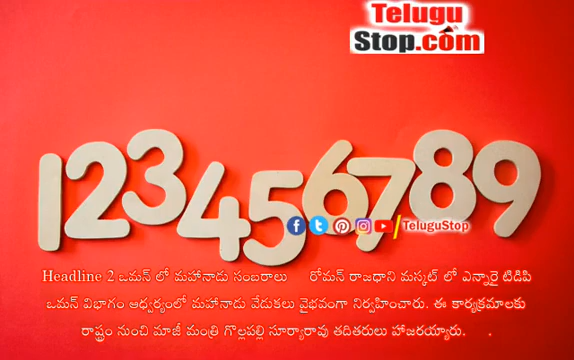 Telugu
Stop.com
123456789
/TeluguStop
Headline 2 ఒమన్ లో మహానాడు సంబరాలు రోమన్ రాజధాని మస్కట్ లో ఎన్నారై టిడిపి
ఒమన్ విభాగం ఆధ్వర్యంలో మహానాడు వేడుకలు వైభవంగా నిర్వహించారు. ఈ కార్యక్రమాలకు
రాష్ట్రం నుంచి మాజీ మంత్రి గొల్లపల్లి సూర్యారావు తదితరులు హాజరయ్యారు. .